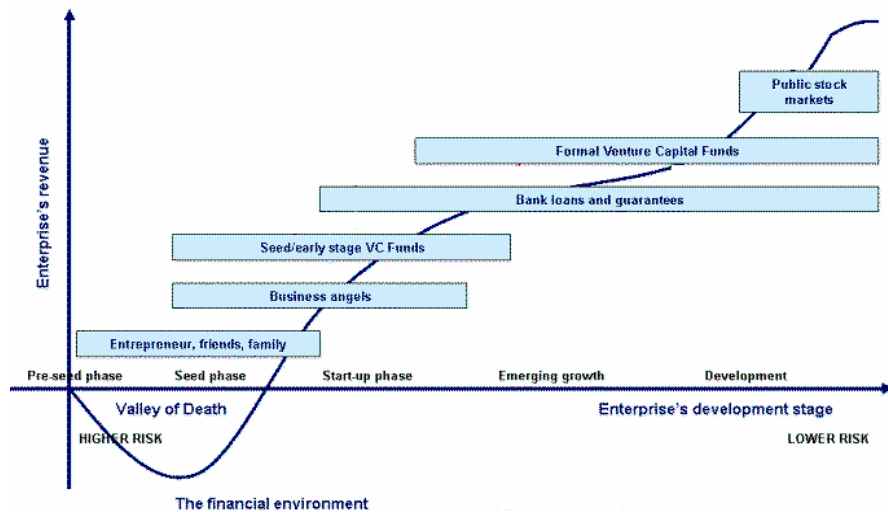 Public stock
markets
Formal Venture Capital Funds
Bank loans and guarantees
Seed/early stage VC Funds
Business angels
Entrepreneur, friends, family
Enterprise's revenue
Pre-seed phase
Seed phase
Start-up phase
Emerging growth
Development
Valley of Death
Enterprise's development stage
HIGHER RISK
LOWER RISK
The financial environment